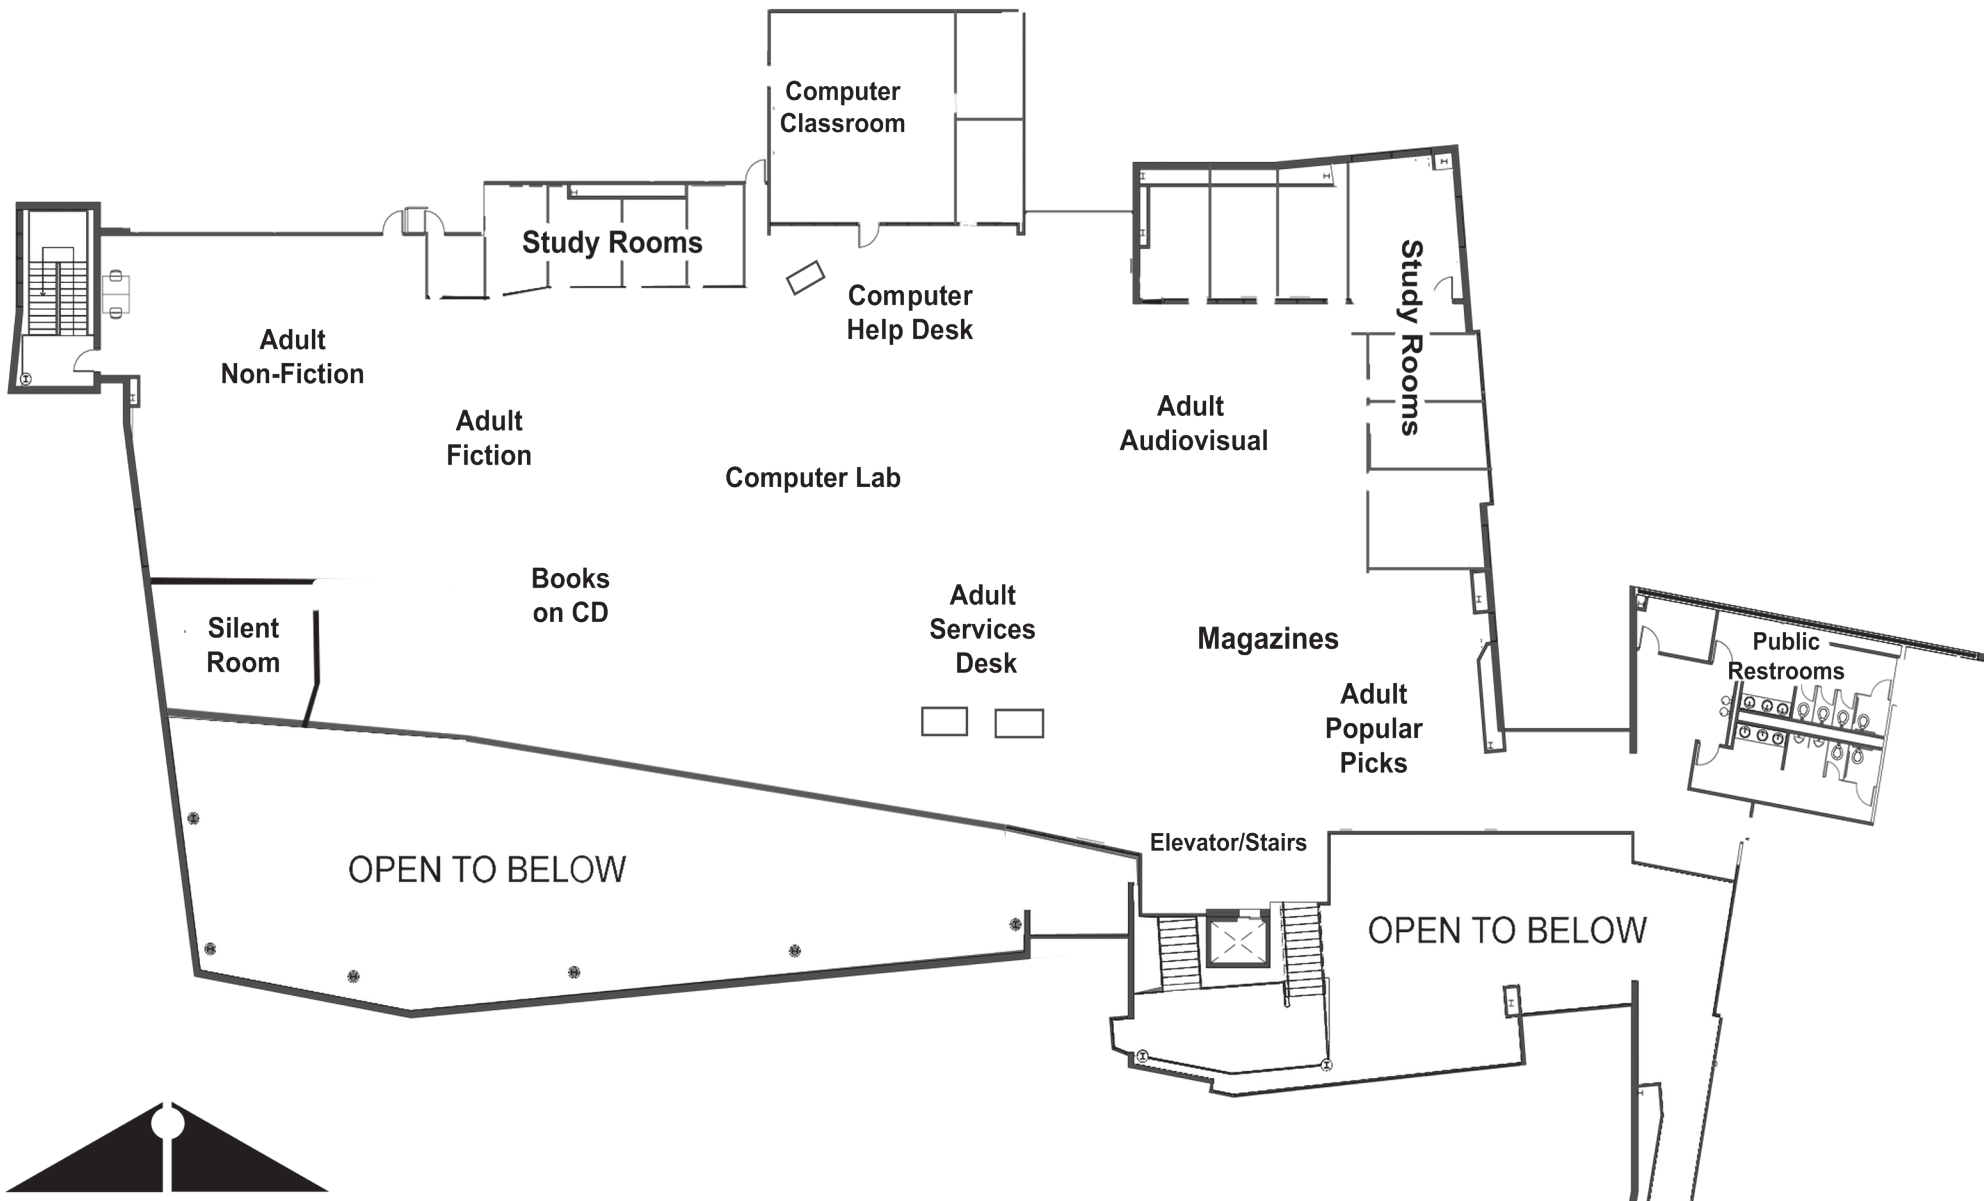 Computer
Classroom
Study Rooms
Computer
Help Desk
Study Rooms
Adult
Non-Fiction
Adult
Fiction
Adult
Audiovisual
Computer Lab
Books
on CD
Adult
Services
Desk
Silent
Room
Magazines
Public
Restrooms
Adult
Popular
Picks
Elevator/Stairs
OPEN TO BELOW
OPEN TO BELOW